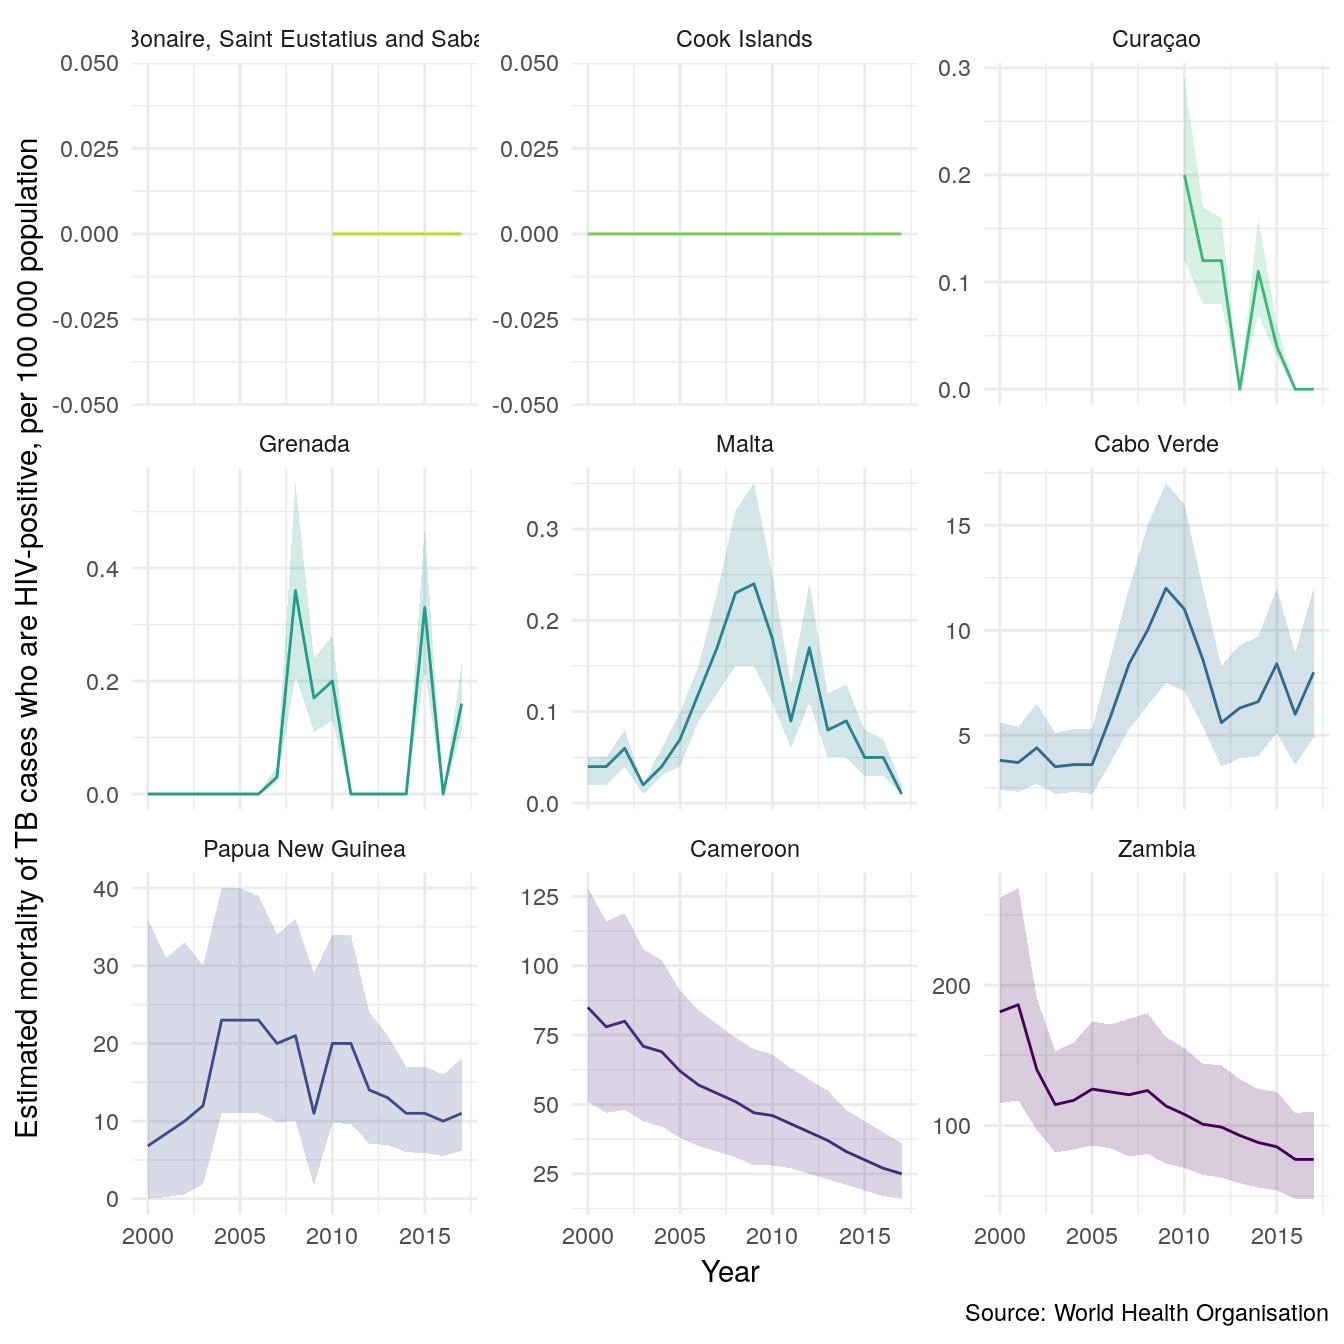 Bonaire, Saint Eustatius and Saba
Cook Islands
Curaçao
0.050
0.025
0.000
-0.025
-0.050
0.050
0.025
0.000
-0.025
-0.050
0.3
0.2
0.1
0.0
Grenada
Malta
Cabo Verde
0.4
0.2
0.0
0.3
0.2
0.1
0.0
15
10
5
Papua New Guinea
Cameroon
Zambia
40
30
20
10
0
125
100
75
50
25
200
100
2000 2005 2010 2015
2000 2005 2010 2015
2000 2005 2010 2015
Estimated mortality of TB cases who are HIV-positive, per 100 000 population
Year
Source: World Health Organisation